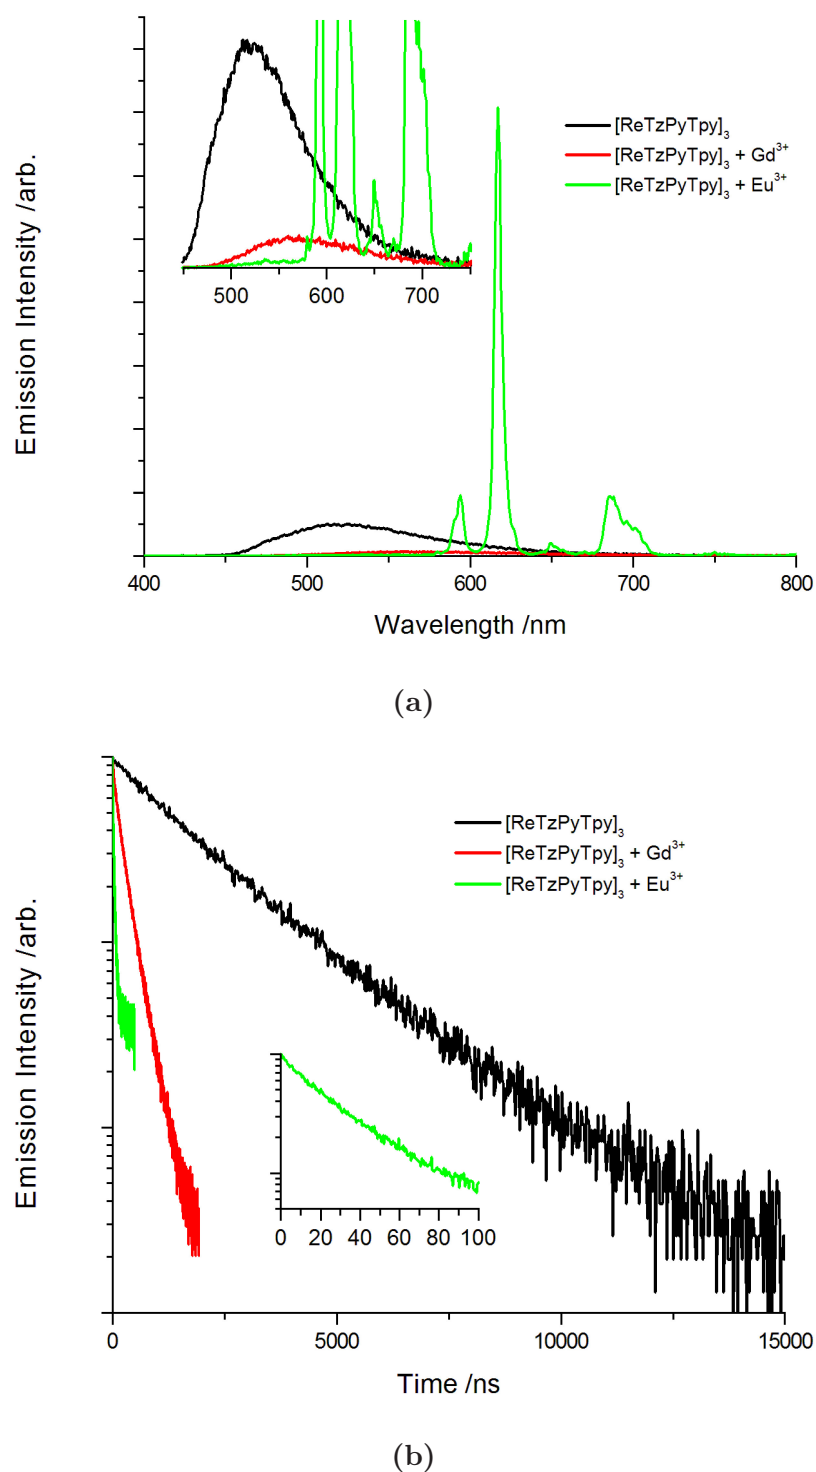 Emission Intensity /arb.
[ReTzPyTpy]₃
[ReTzPyTpy]₃ + Gd³⁺
[ReTzPyTpy]₃ + Eu³⁺
500 600 700
400 500 600 700 800
Wavelength /nm
(a)
Emission Intensity /arb.
[ReTzPyTpy]₃
[ReTzPyTpy]₃ + Gd³⁺
[ReTzPyTpy]₃ + Eu³⁺
0 20 40 60 80 100
0 5000 10000 15000
Time /ns
(b)